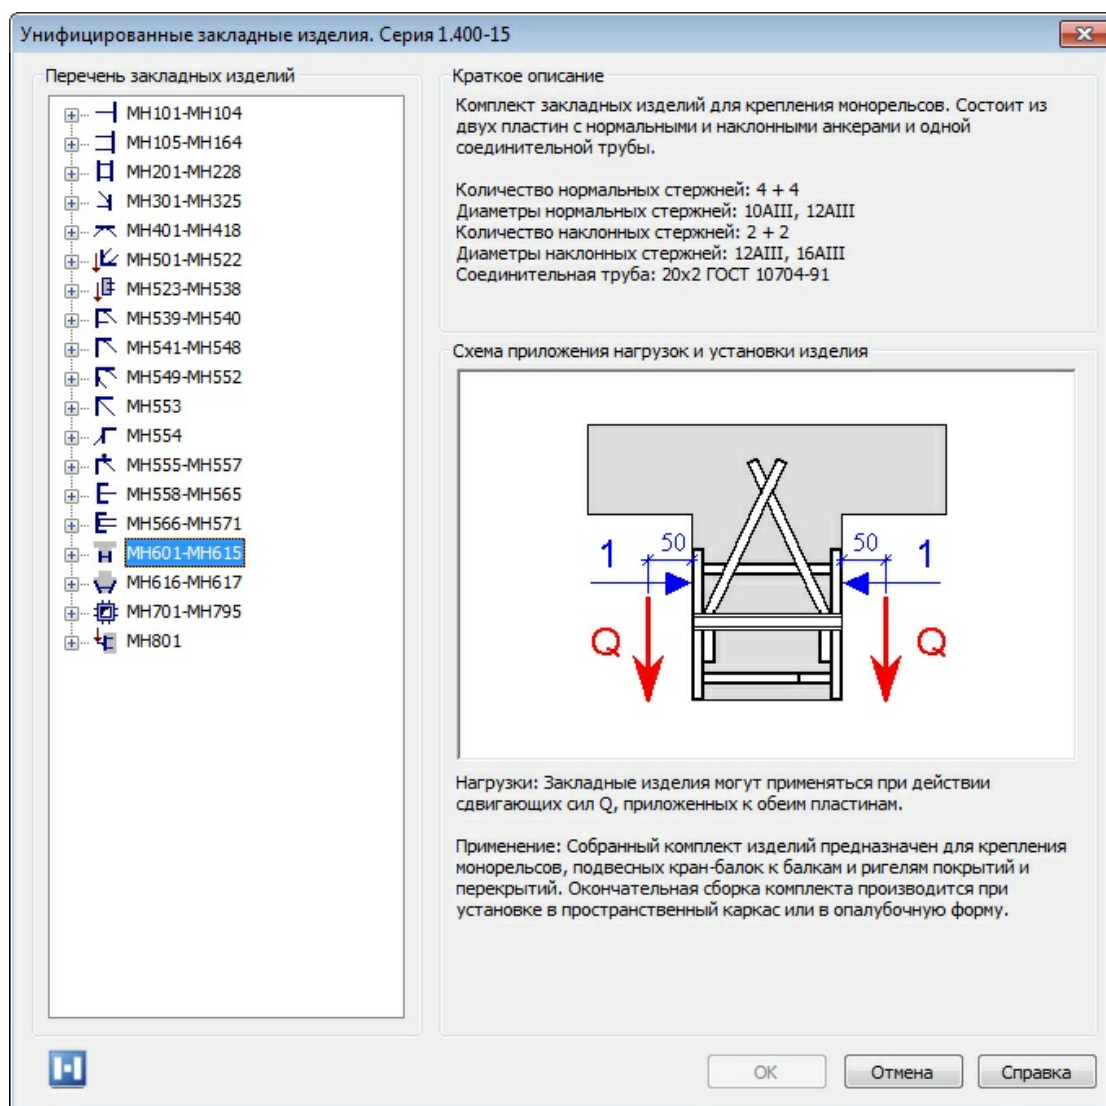 Унифицированные закладные изделия. Серия 1.400-15
Перечень закладных изделий
МН101-МН104
МН105-МН164
МН201-МН228
МН301-МН325
МН401-МН418
МН501-МН522
МН523-МН538
МН539-МН540
МН541-МН548
МН549-МН552
МН553
МН554
МН555-МН557
МН558-МН565
МН566-МН571
МН601-МН615
МН616-МН617
МН701-МН795
МН801
Краткое описание
Комплект закладных изделий для крепления монорельсов. Состоит из
двух пластин с нормальными и наклонными анкерами и одной
соединительной трубы.
Количество нормальных стержней: 4 + 4
Диаметры нормальных стержней: 10АIII, 12АIII
Количество наклонных стержней: 2 + 2
Диаметры наклонных стержней: 12АIII, 16АIII
Соединительная труба: 20х2 ГОСТ 10704-91
Схема приложения нагрузок и установки изделия
1 50 50 1
Q Q
Нагрузки: Закладные изделия могут применяться при действии
сдвигающих сил Q, приложенных к обеим пластинам.
Применение: Собранный комплект изделий предназначен для крепления
монорельсов, подвесных кран-балок к балкам и ригелям покрытий и
перекрытий. Окончательная сборка комплекта производится при
установке в пространственный каркас или в опалубочную форму.
ОК Отмена Справка